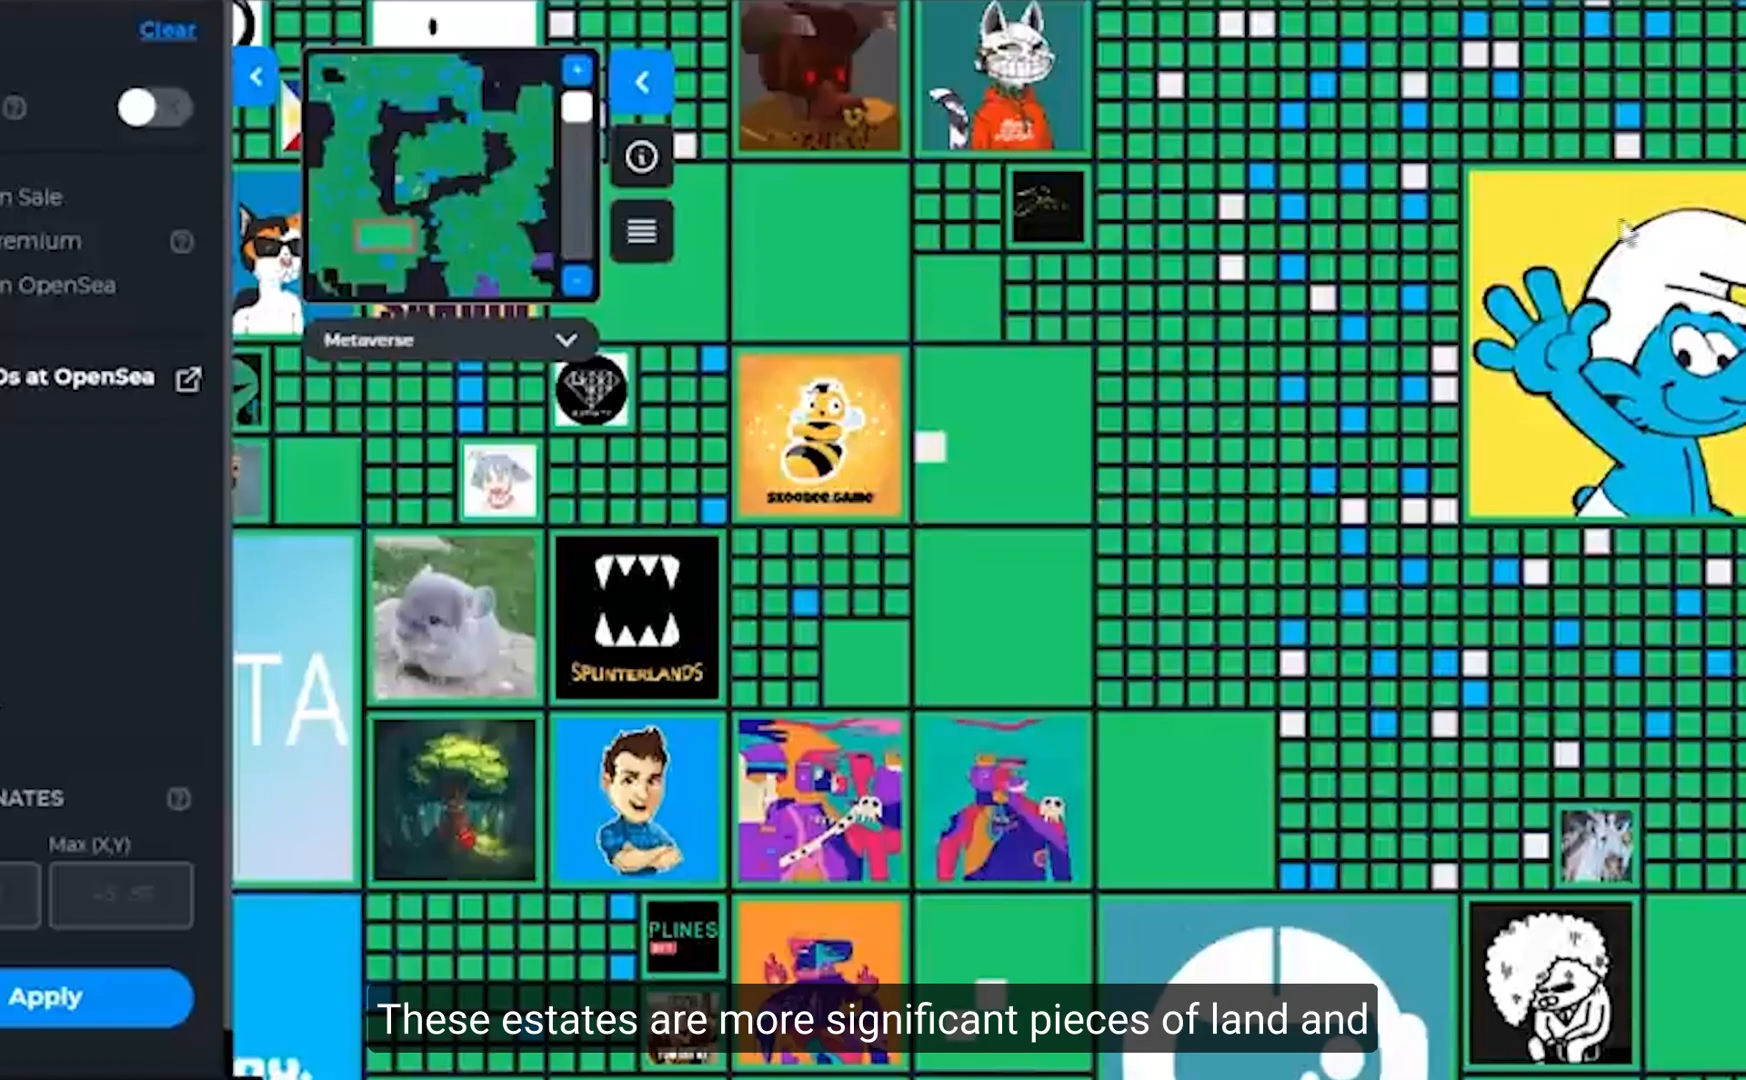 Clear
n Sale
remium
n OpenSea
Metaverse
Ds at OpenSea
SKOOBEE.GAME
SPLINTERLANDS
TA
NATES
Max (X,Y)
PLINES
Apply
These estates are more significant pieces of land and